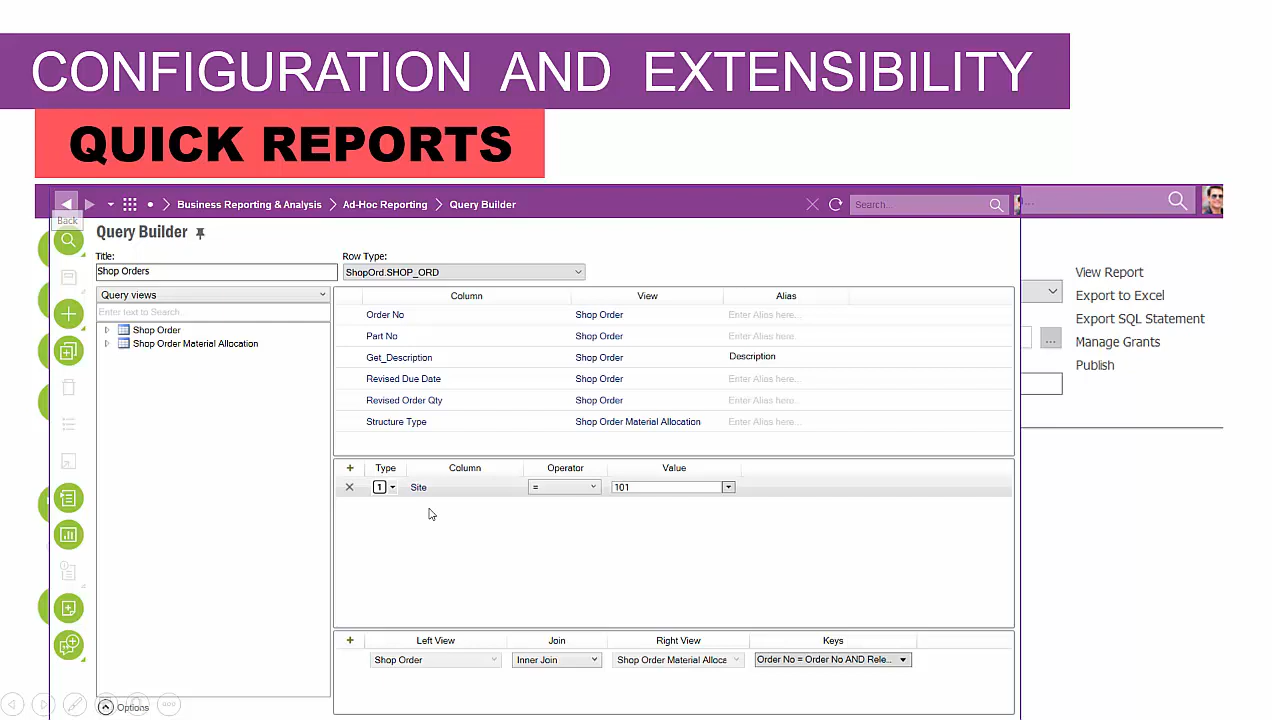 CONFIGURATION AND EXTENSIBILITY
QUICK REPORTS
Business Reporting & Analysis
Ad-Hoc Reporting
Query Builder
Search...
...
Back
Query Builder
Title:
Row Type:
Shop Orders
ShopOrd.SHOP_ORD
Query views
Enter text to Search...
Shop Order
Shop Order Material Allocation
Column View Alias
Order No Shop Order Enter Alias here...
Part No Shop Order Enter Alias here...
Get_Description Shop Order Description
Revised Due Date Shop Order Enter Alias here...
Revised Order Qty Shop Order Enter Alias here...
Structure Type Shop Order Material Allocation Enter Alias here...
+ Type Column Operator Value
1 Site = 101
+ Left View Join Right View Keys
Shop Order Inner Join Shop Order Material Alloca Order No = Order No AND Rele...
Options
View Report
Export to Excel
Export SQL Statement
Manage Grants
...
Publish